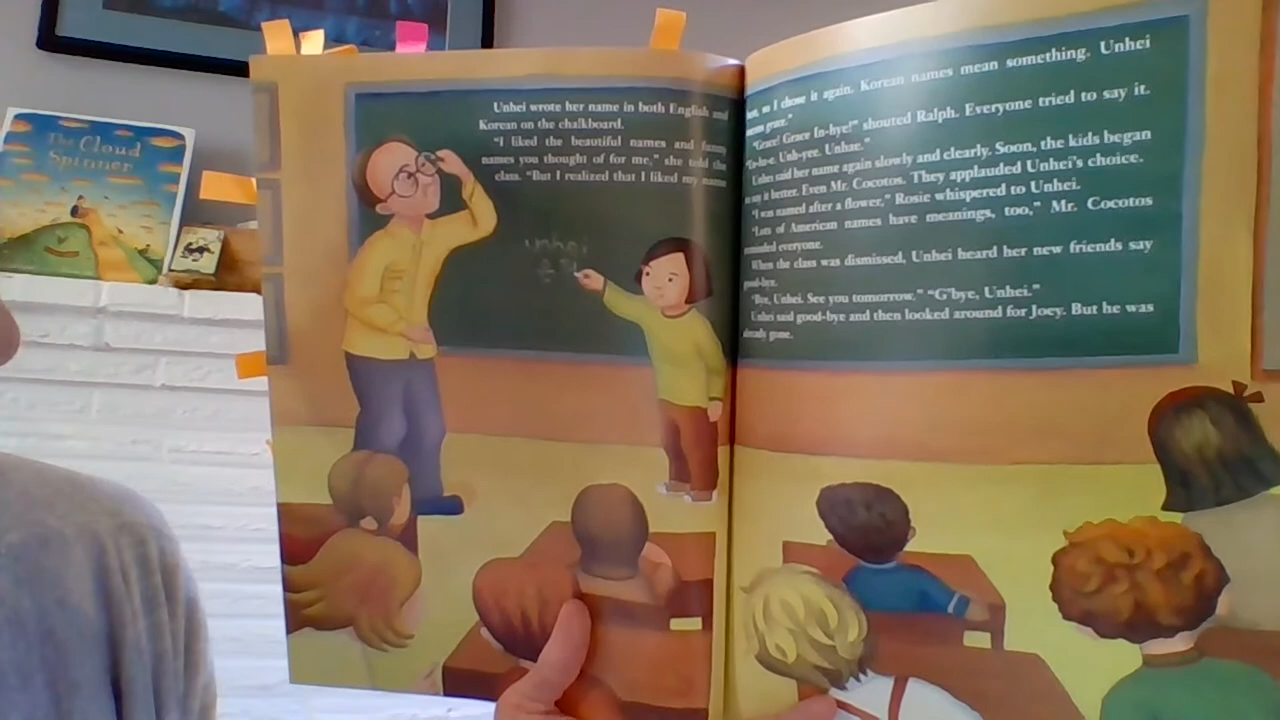 The Cloud
Spinner
Unhei wrote her name in both English and
Korean on the chalkboard.
"I liked the beautiful names and funny
names you thought of for me," she told the
class. "But I realized that I liked my name
unhei
so I chose it again. Korean names mean something. Unhei
means grace."
"Grace! Grace In-bye!" shouted Ralph. Everyone tried to say it.
Unh-yee. Unhae."
Unhei said her name again slowly and clearly. Soon, the kids began
to say it better. Even Mr. Cocotos. They applauded Unhei's choice.
"I was named after a flower," Rosie whispered to Unhei.
"Lots of American names have meanings, too," Mr. Cocotos
reminded everyone.
When the class was dismissed, Unhei heard her new friends say
good-bye.
"Bye, Unhei. See you tomorrow." "G'bye, Unhei."
Unhei said good-bye and then looked around for Joey. But he was
already gone.